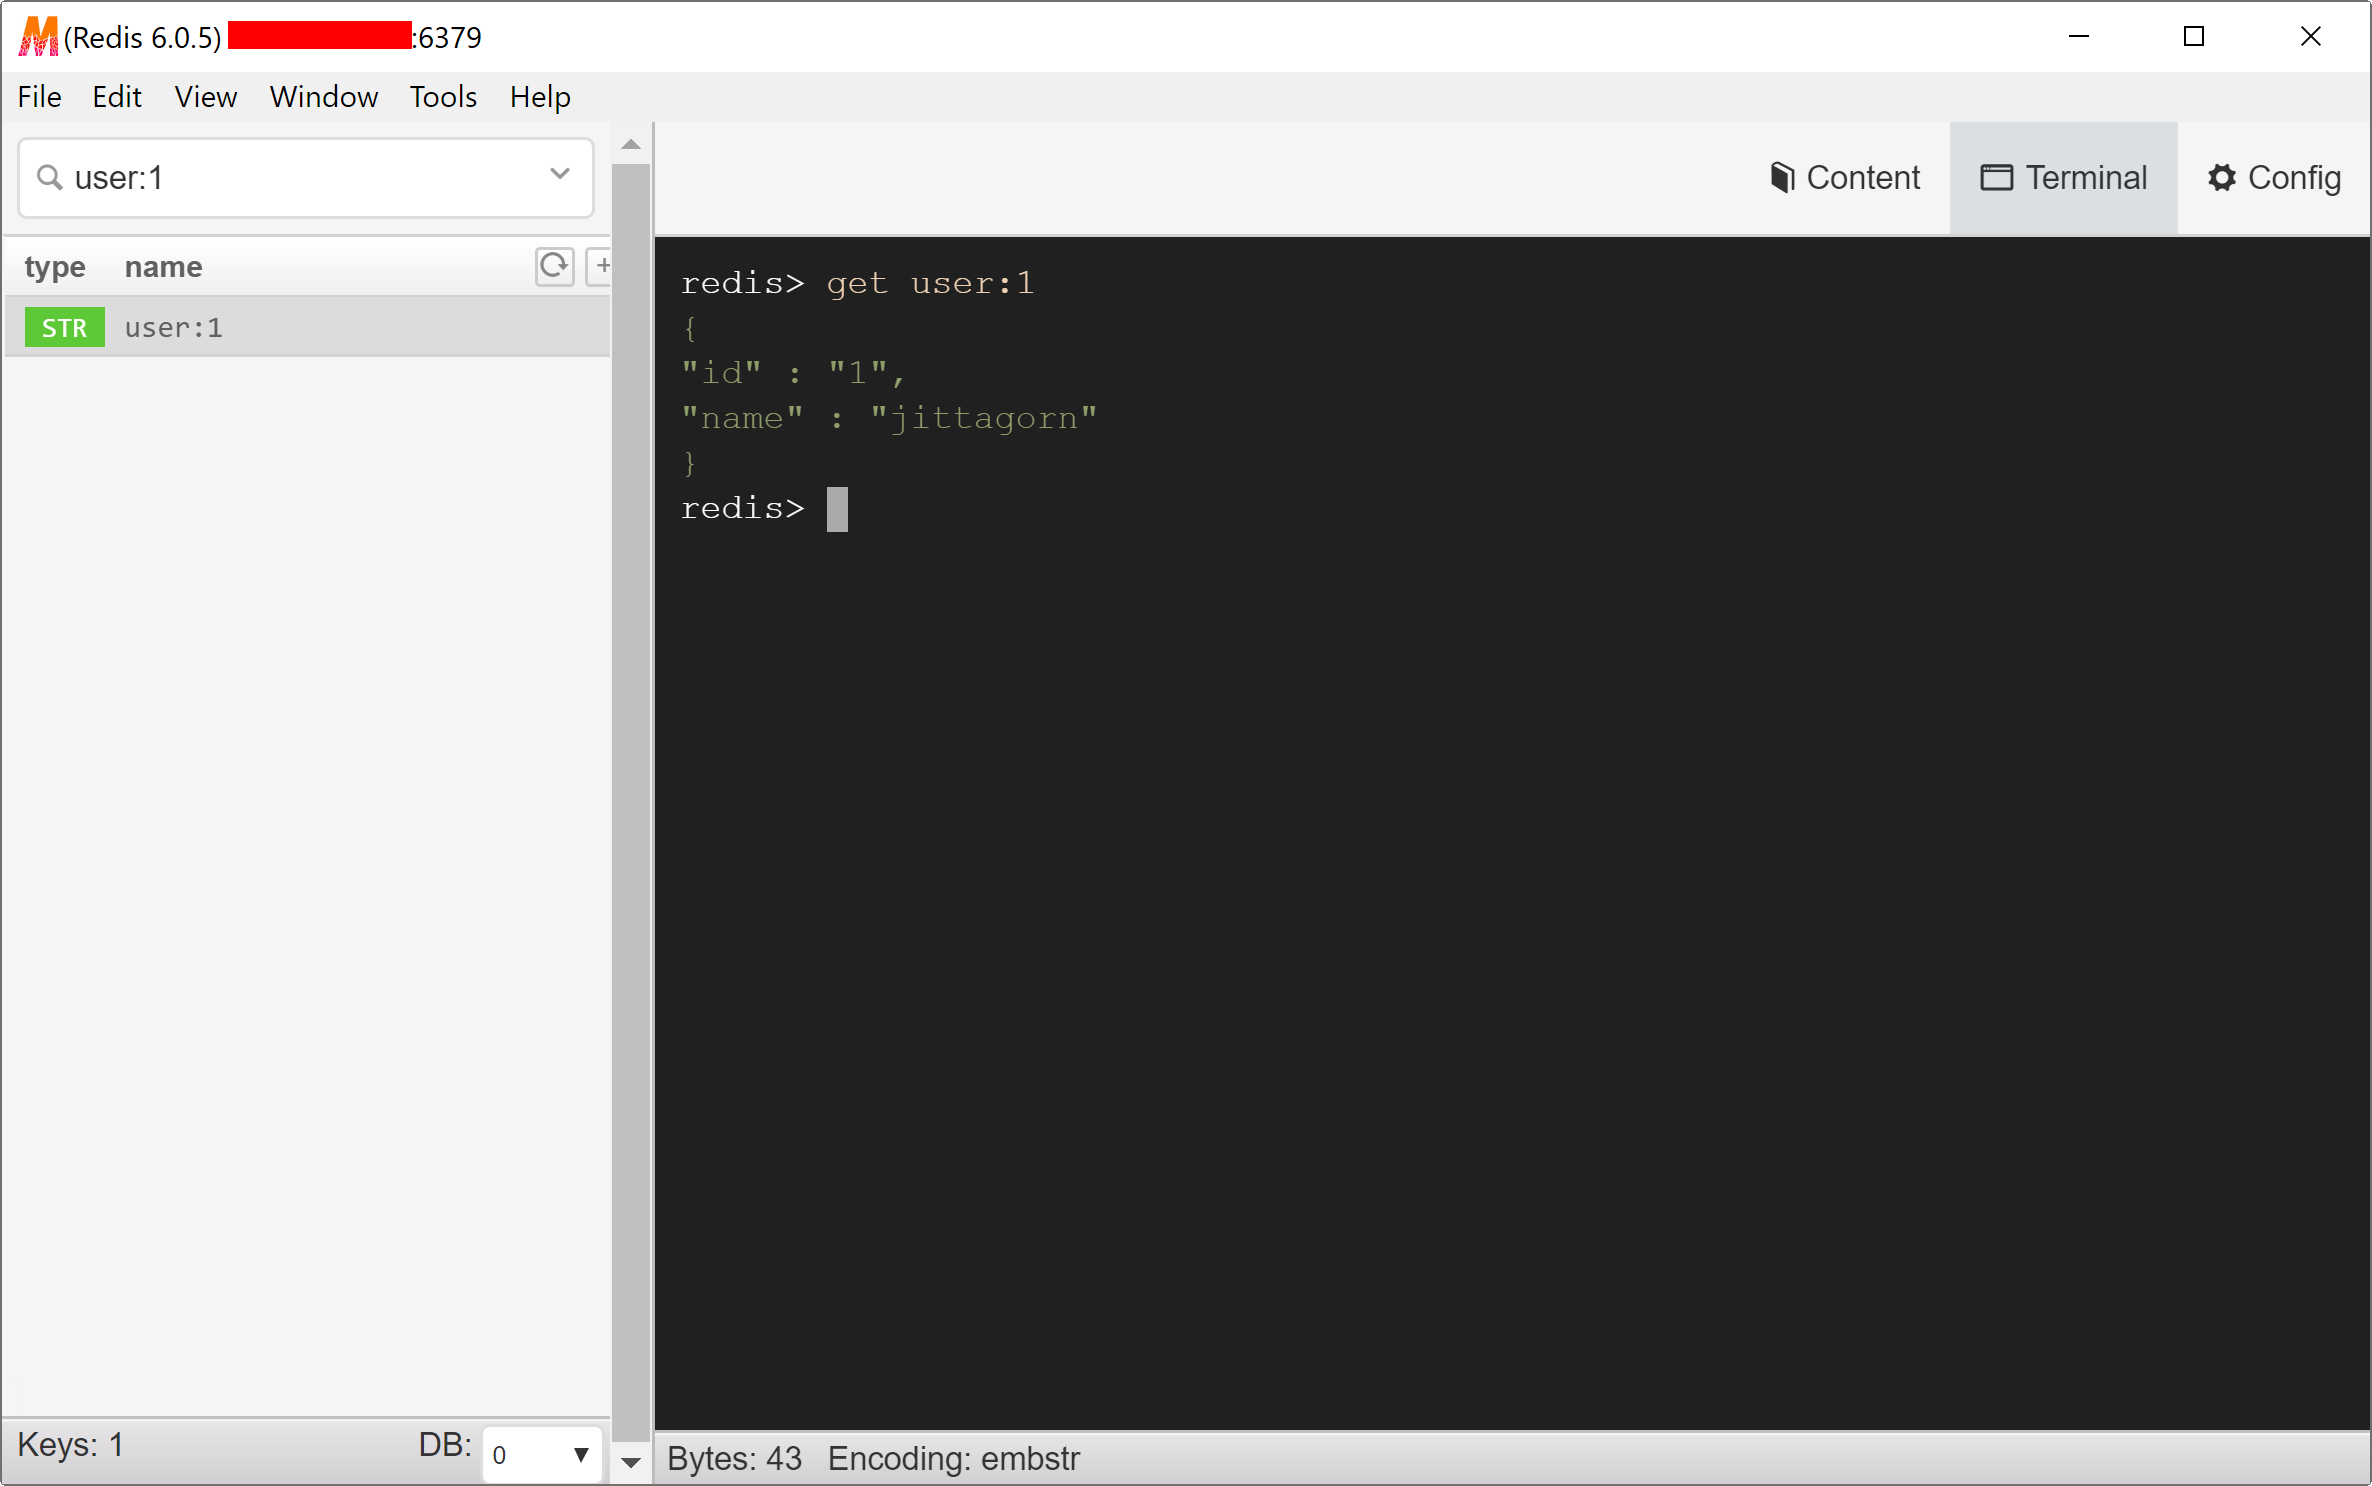 (Redis 6.0.5) :6379
File Edit View Window Tools Help
user:1
Content Terminal Config
type name
STR user:1
redis> get user:1
{
"id" : "1",
"name" : "jittagorn"
}
redis>
Keys: 1 DB: 0
Bytes: 43 Encoding: embstr